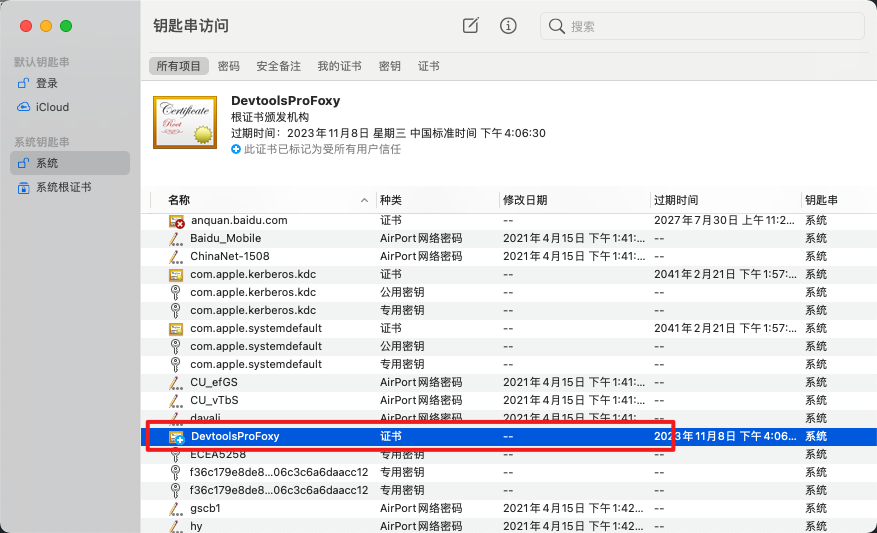 钥匙串访问
搜索
默认钥匙串
登录
iCloud
系统钥匙串
系统
系统根证书
所有项目 密码 安全备注 我的证书 密钥 证书
Certificate
Root
DevtoolsProFoxy
根证书颁发机构
过期时间：2023年11月8日 星期三 中国标准时间 下午4:06:30
此证书已标记为受所有用户信任
名称 种类 修改日期 过期时间 钥匙串
anquan.baidu.com 证书 -- 2027年7月30日 上午11:2... 系统
Baidu_Mobile AirPort网络密码 2021年4月15日 下午1:41:... -- 系统
ChinaNet-1508 AirPort网络密码 2021年4月15日 下午1:41:... -- 系统
com.apple.kerberos.kdc 证书 -- 2041年2月21日 下午1:57:... 系统
com.apple.kerberos.kdc 公用密钥 -- -- 系统
com.apple.kerberos.kdc 专用密钥 -- -- 系统
com.apple.systemdefault 证书 -- 2041年2月21日 下午1:57:... 系统
com.apple.systemdefault 公用密钥 -- -- 系统
com.apple.systemdefault 专用密钥 -- -- 系统
CU_efGS AirPort网络密码 2021年4月15日 下午1:41:... -- 系统
CU_vTbS AirPort网络密码 2021年4月15日 下午1:41:... -- 系统
AirPort网络密码 2021年4月15日 下午1:41:... -- 系统
DevtoolsProFoxy 证书 -- 2023年11月8日 下午4:06... 系统
ECEA5258 专用密钥 -- -- 系统
f36c179e8de8...06c3c6a6daacc12 专用密钥 -- -- 系统
f36c179e8de8...06c3c6a6daacc12 专用密钥 -- -- 系统
gscb1 AirPort网络密码 2021年4月15日 下午1:42... -- 系统
hy AirPort网络密码 2021年4月15日 下午1:42... -- 系统